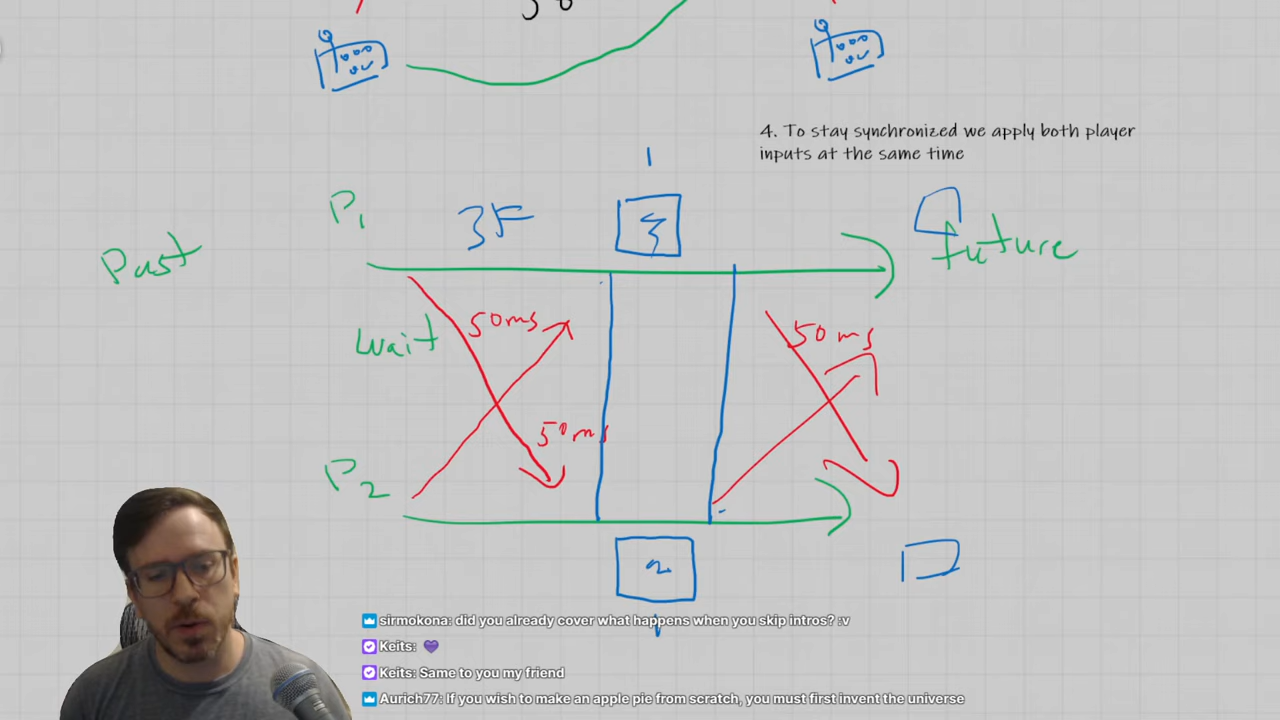 4. To stay synchronized we apply both player
inputs at the same time
1
P1
3F
Past
future
wait
50ms
50ms
50ms
P2
2
sirmokona: did you already cover what happens when you skip intros? :v
Keits: 💜
Keits: Same to you my friend
Aurich77: If you wish to make an apple pie from scratch, you must first invent the universe